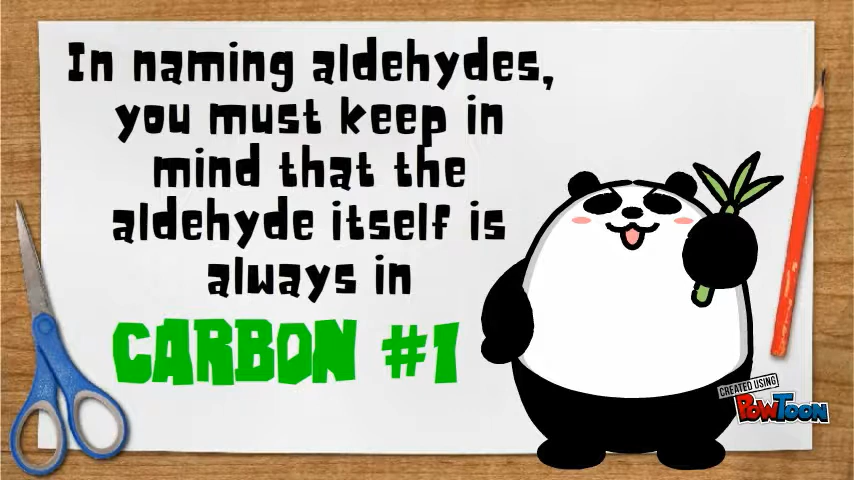 In naming aldehydes,
you must keep in
mind that the
aldehyde itself is
always in
CARBON #1
CREATED USING
POWTOON